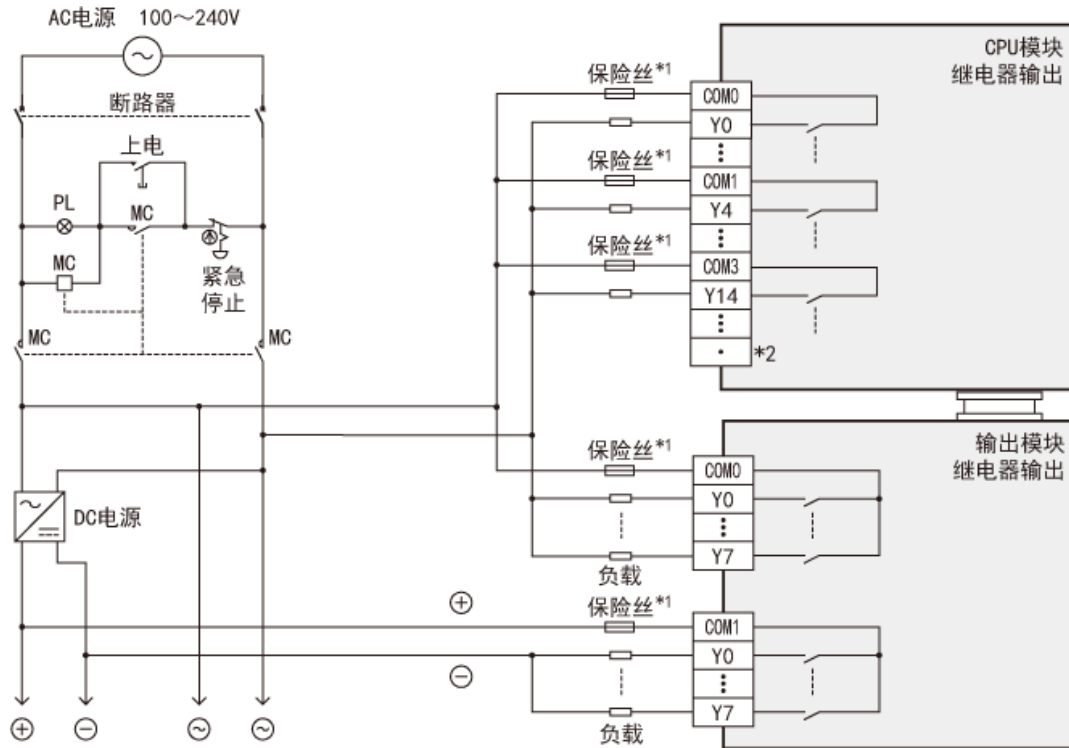 AC电源 100～240V
断路器
上电
PL
MC
MC
紧急
停止
MC
MC
DC电源
CPU模块
继电器输出
保险丝*1
COM0
Y0
保险丝*1
COM1
Y4
保险丝*1
COM3
Y14
*2
输出模块
继电器输出
保险丝*1
COM0
Y0
Y7
负载
保险丝*1
COM1
Y0
Y7
负载